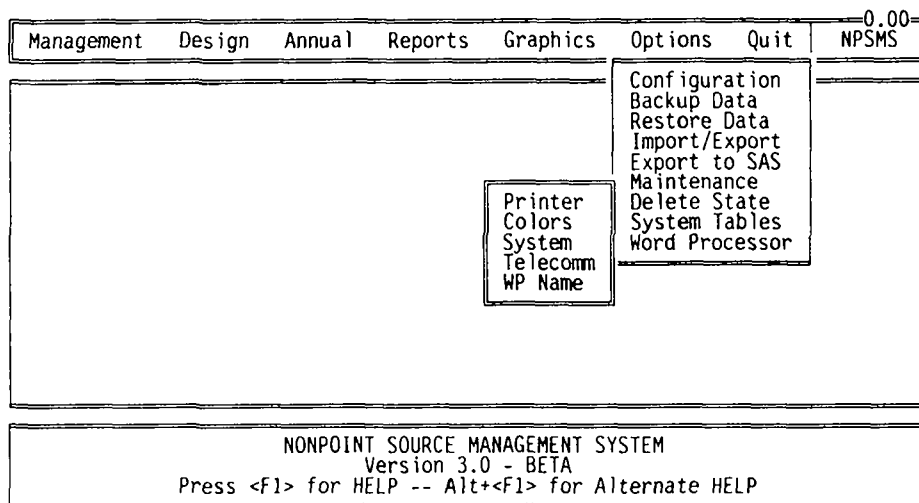 0.00
Management Design Annual Reports Graphics Options Quit NPSMS
Configuration
Backup Data
Restore Data
Import/Export
Export to SAS
Maintenance
Delete State
System Tables
Word Processor
Printer
Colors
System
Telecomm
WP Name
NONPOINT SOURCE MANAGEMENT SYSTEM
Version 3.0 - BETA
Press <F1> for HELP -- Alt+<F1> for Alternate HELP